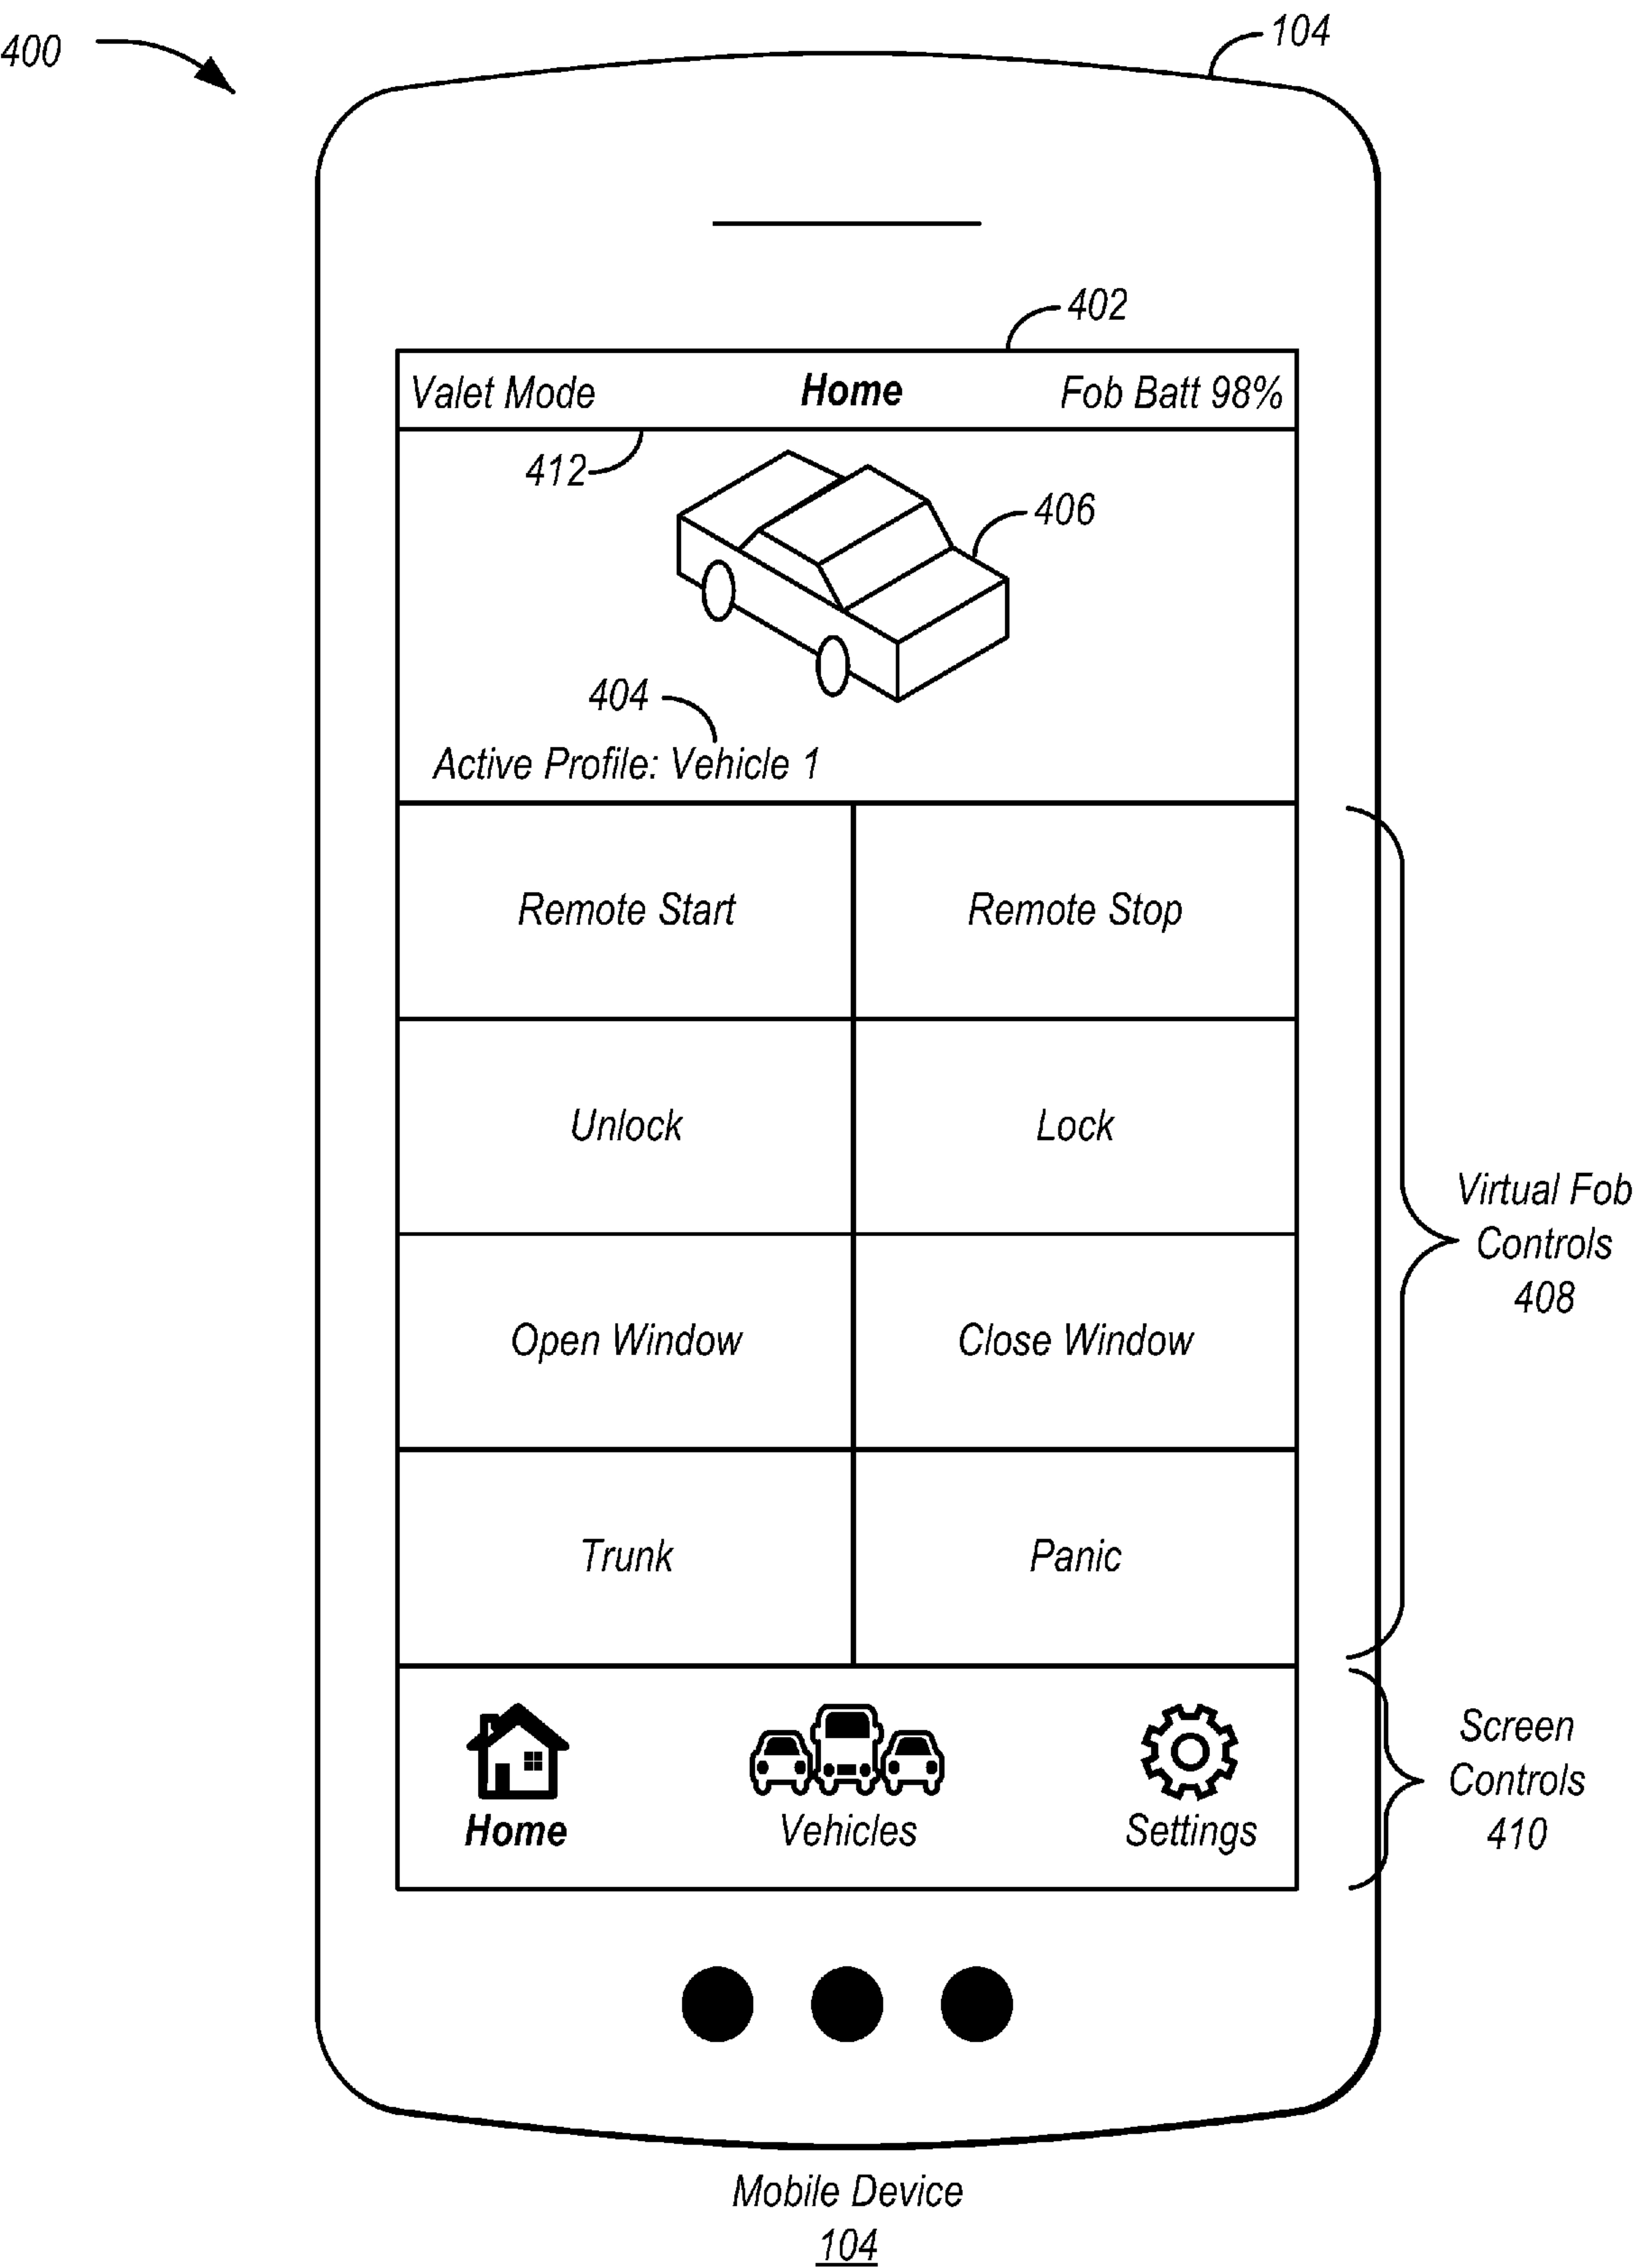 400
104
402
Valet Mode Home Fob Batt 98%
412
406
404
Active Profile: Vehicle 1
Remote Start Remote Stop
Unlock Lock
Virtual Fob
Controls
408
Open Window Close Window
Trunk Panic
Screen
Controls
410
Home Vehicles Settings
Mobile Device
104